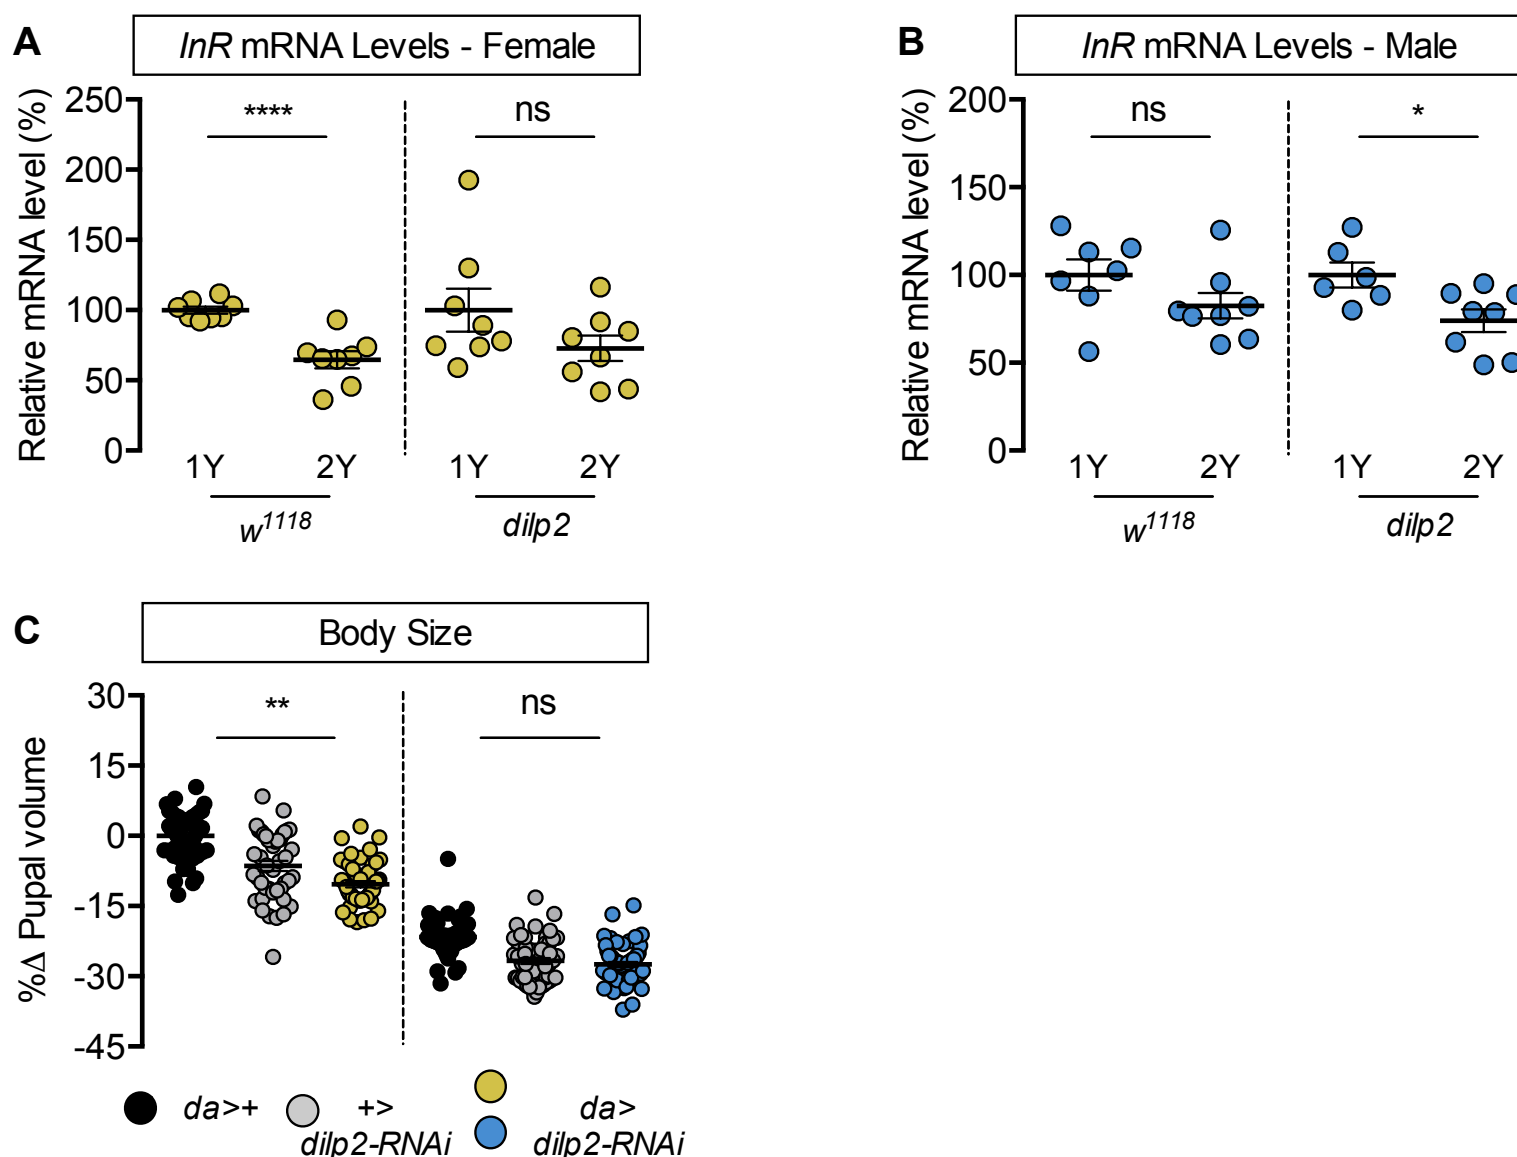 A
InR mRNA Levels - Female
Relative mRNA level (%)
250
200
150
100
50
0
****
ns
1Y 2Y 1Y 2Y
w1118 dilp2
B
InR mRNA Levels - Male
Relative mRNA level (%)
200
150
100
50
0
ns
*
1Y 2Y 1Y 2Y
w1118 dilp2
C
Body Size
%Δ Pupal volume
30
15
0
-15
-30
-45
**
ns
da>+
+>
dilp2-RNAi
da>
dilp2-RNAi